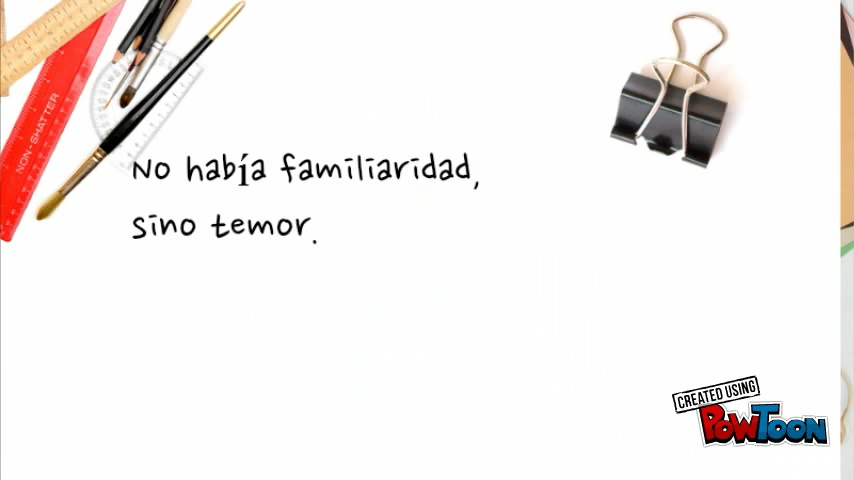 NON-SHATTER
No había familiaridad,
sino temor.
CREATED USING
POWTOON